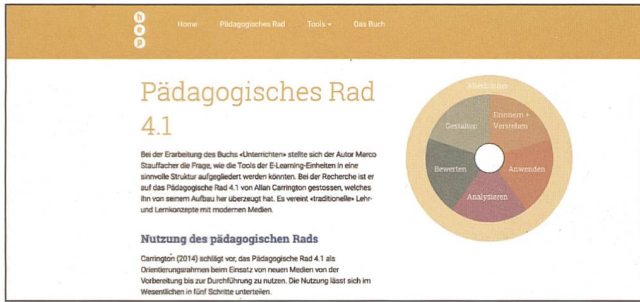 hop
Home Pädagogisches Rad Tools Das Buch
Pädagogisches Rad
4.1
Bei der Erarbeitung des Buchs «Unterrichten» stellte sich der Autor Marco
Stauffacher die Frage, wie die Tools der E-Learning-Einheiten in eine
sinnvolle Struktur aufgegliedert werden könnten. Bei der Recherche ist er
auf das Pädagogische Rad 4.1 von Allan Carrington gestossen, welches
ihn von seinem Aufbau her überzeugt hat. Es vereint «traditionelle» Lehr-
und Lernkonzepte mit modernen Medien.
Nutzung des pädagogischen Rads
Carrington (2014) schlägt vor, das Pädagogische Rad 4.1 als
Orientierungsrahmen beim Einsatz von neuen Medien von der
Vorbereitung bis zur Durchführung zu nutzen. Die Nutzung lässt sich im
Wesentlichen in fünf Schritte unterteilen.
Erinnern +
Verstehen
Gestalten
Bewerten
Anwenden
Analysieren